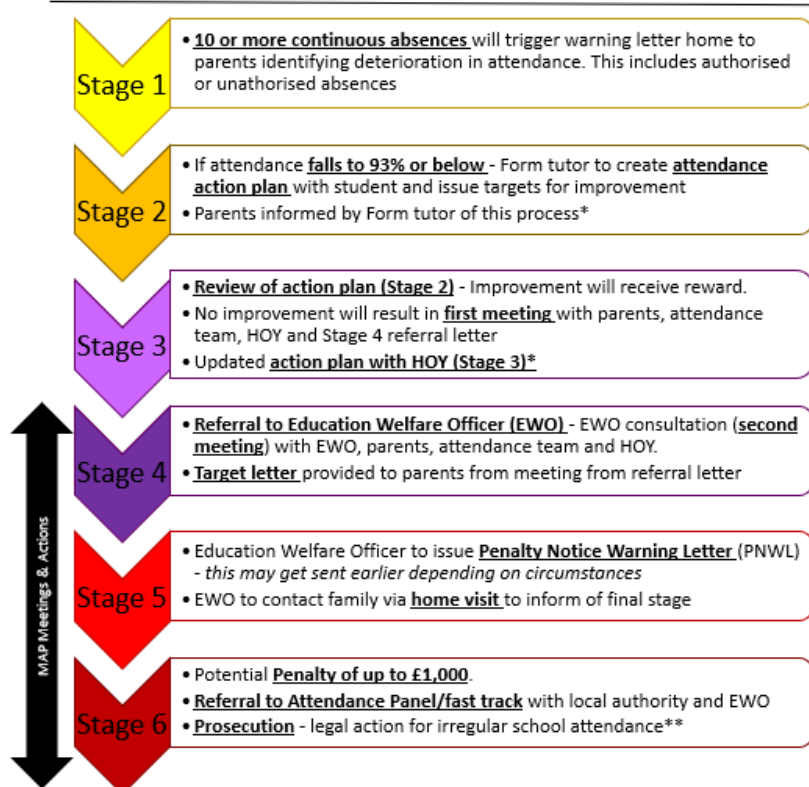 Stage 1
• 10 or more continuous absences will trigger warning letter home to
parents identifying deterioration in attendance. This includes authorised
or unathorised absences
Stage 2
• If attendance falls to 93% or below - Form tutor to create attendance
action plan with student and issue targets for improvement
• Parents informed by Form tutor of this process*
Stage 3
• Review of action plan (Stage 2) - Improvement will receive reward.
• No improvement will result in first meeting with parents, attendance
team, HOY and Stage 4 referral letter
• Updated action plan with HOY (Stage 3)*
MAP Meetings & Actions
Stage 4
• Referral to Education Welfare Officer (EWO) - EWO consultation (second
meeting) with EWO, parents, attendance team and HOY.
• Target letter provided to parents from meeting from referral letter
Stage 5
• Education Welfare Officer to issue Penalty Notice Warning Letter (PNWL)
- this may get sent earlier depending on circumstances
• EWO to contact family via home visit to inform of final stage
Stage 6
• Potential Penalty of up to £1,000.
• Referral to Attendance Panel/fast track with local authority and EWO
• Prosecution - legal action for irregular school attendance**